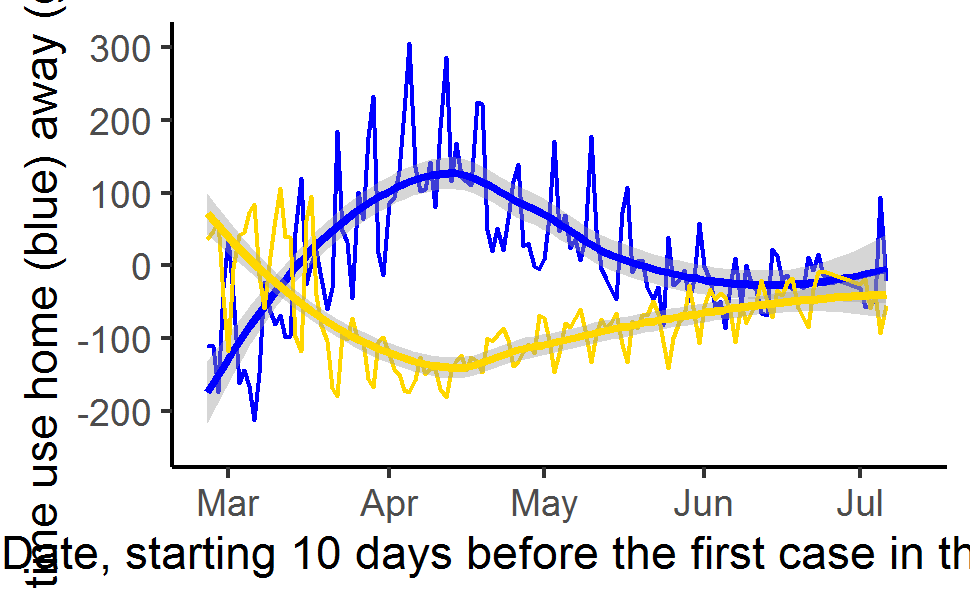 time use home (blue) away (
300
200
100
0
-100
-200
Mar Apr May Jun Jul
Date, starting 10 days before the first case in th